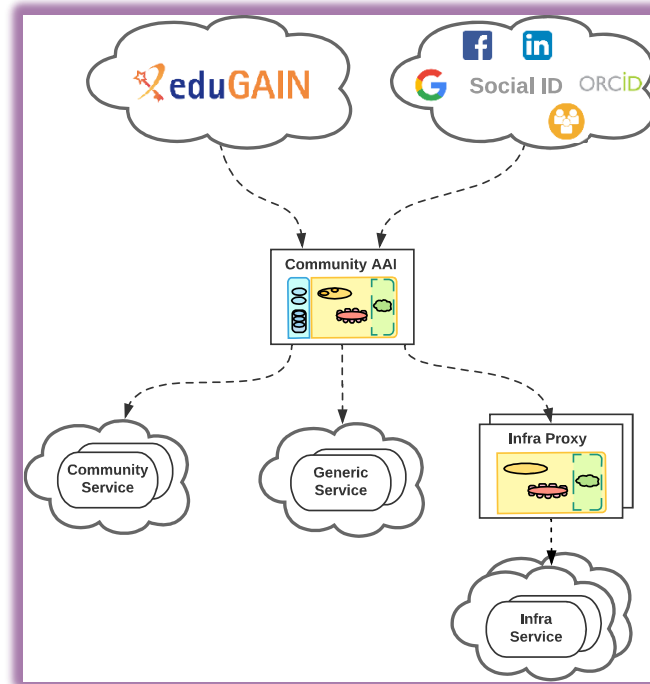 eduGAIN
Social ID
ORCiD
Community AAI
Community
Service
Generic
Service
Infra Proxy
Infra
Service